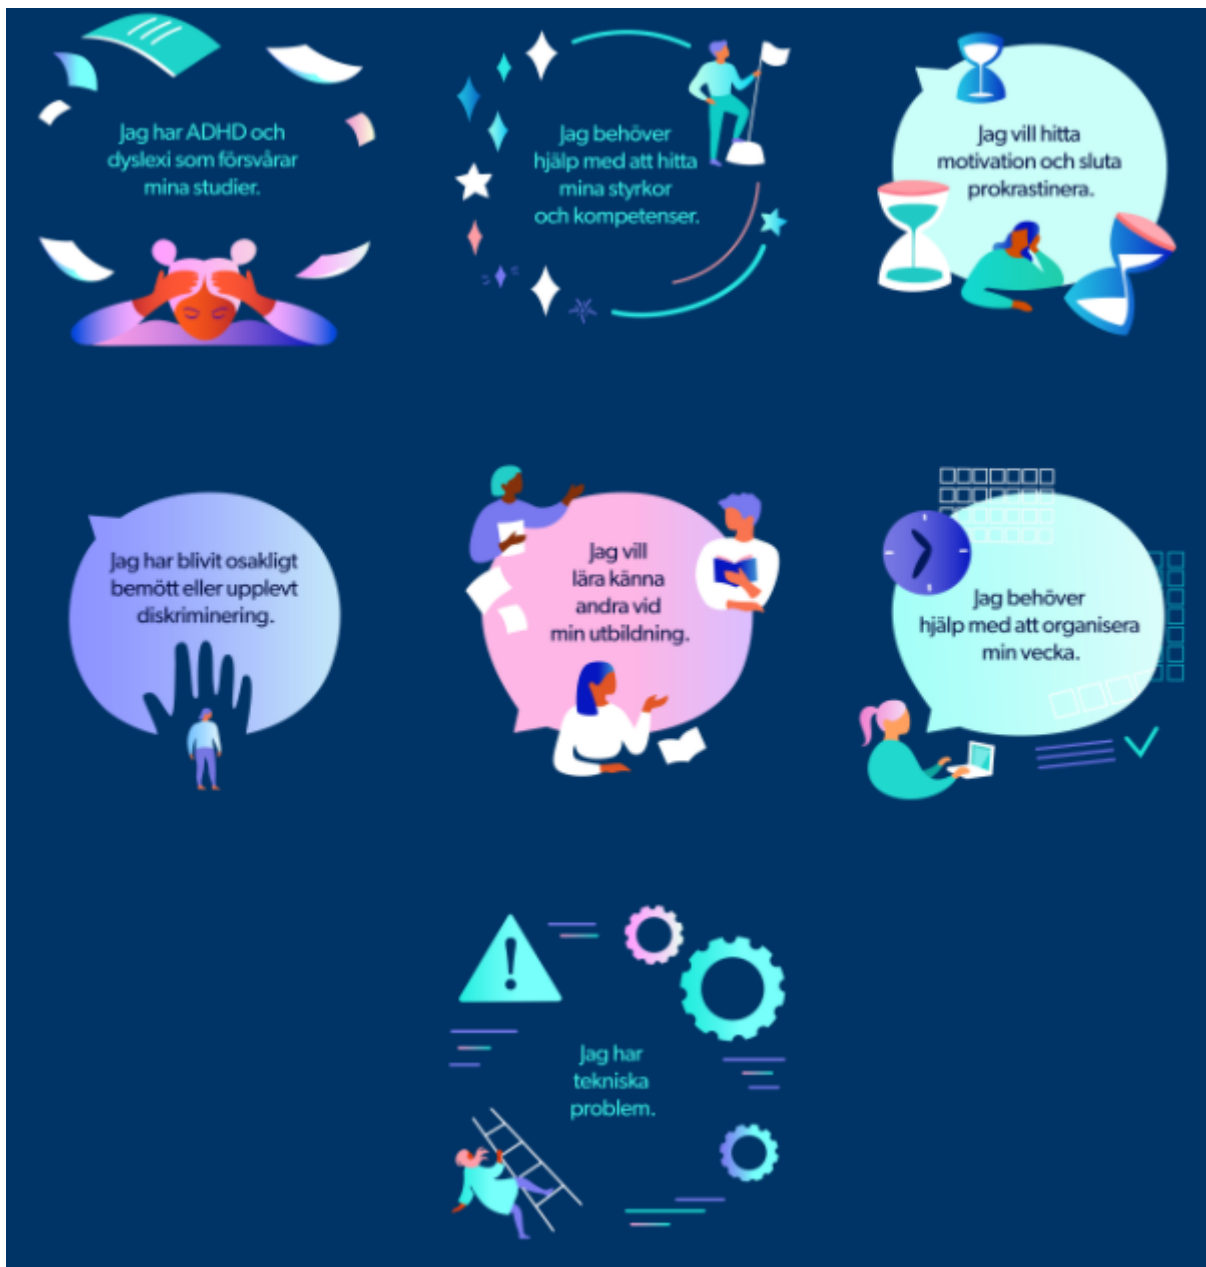 Jag har ADHD och
dyslexi som försvårar
mina studier.
Jag behöver
hjälp med att hitta
mina styrkor
och kompetenser.
Jag vill hitta
motivation och sluta
prokrastinera.
Jag har blivit osakligt
bemött eller upplevt
diskriminering.
Jag vill
lära känna
andra vid
min utbildning.
Jag behöver
hjälp med att organisera
min vecka.
Jag har
tekniska
problem.